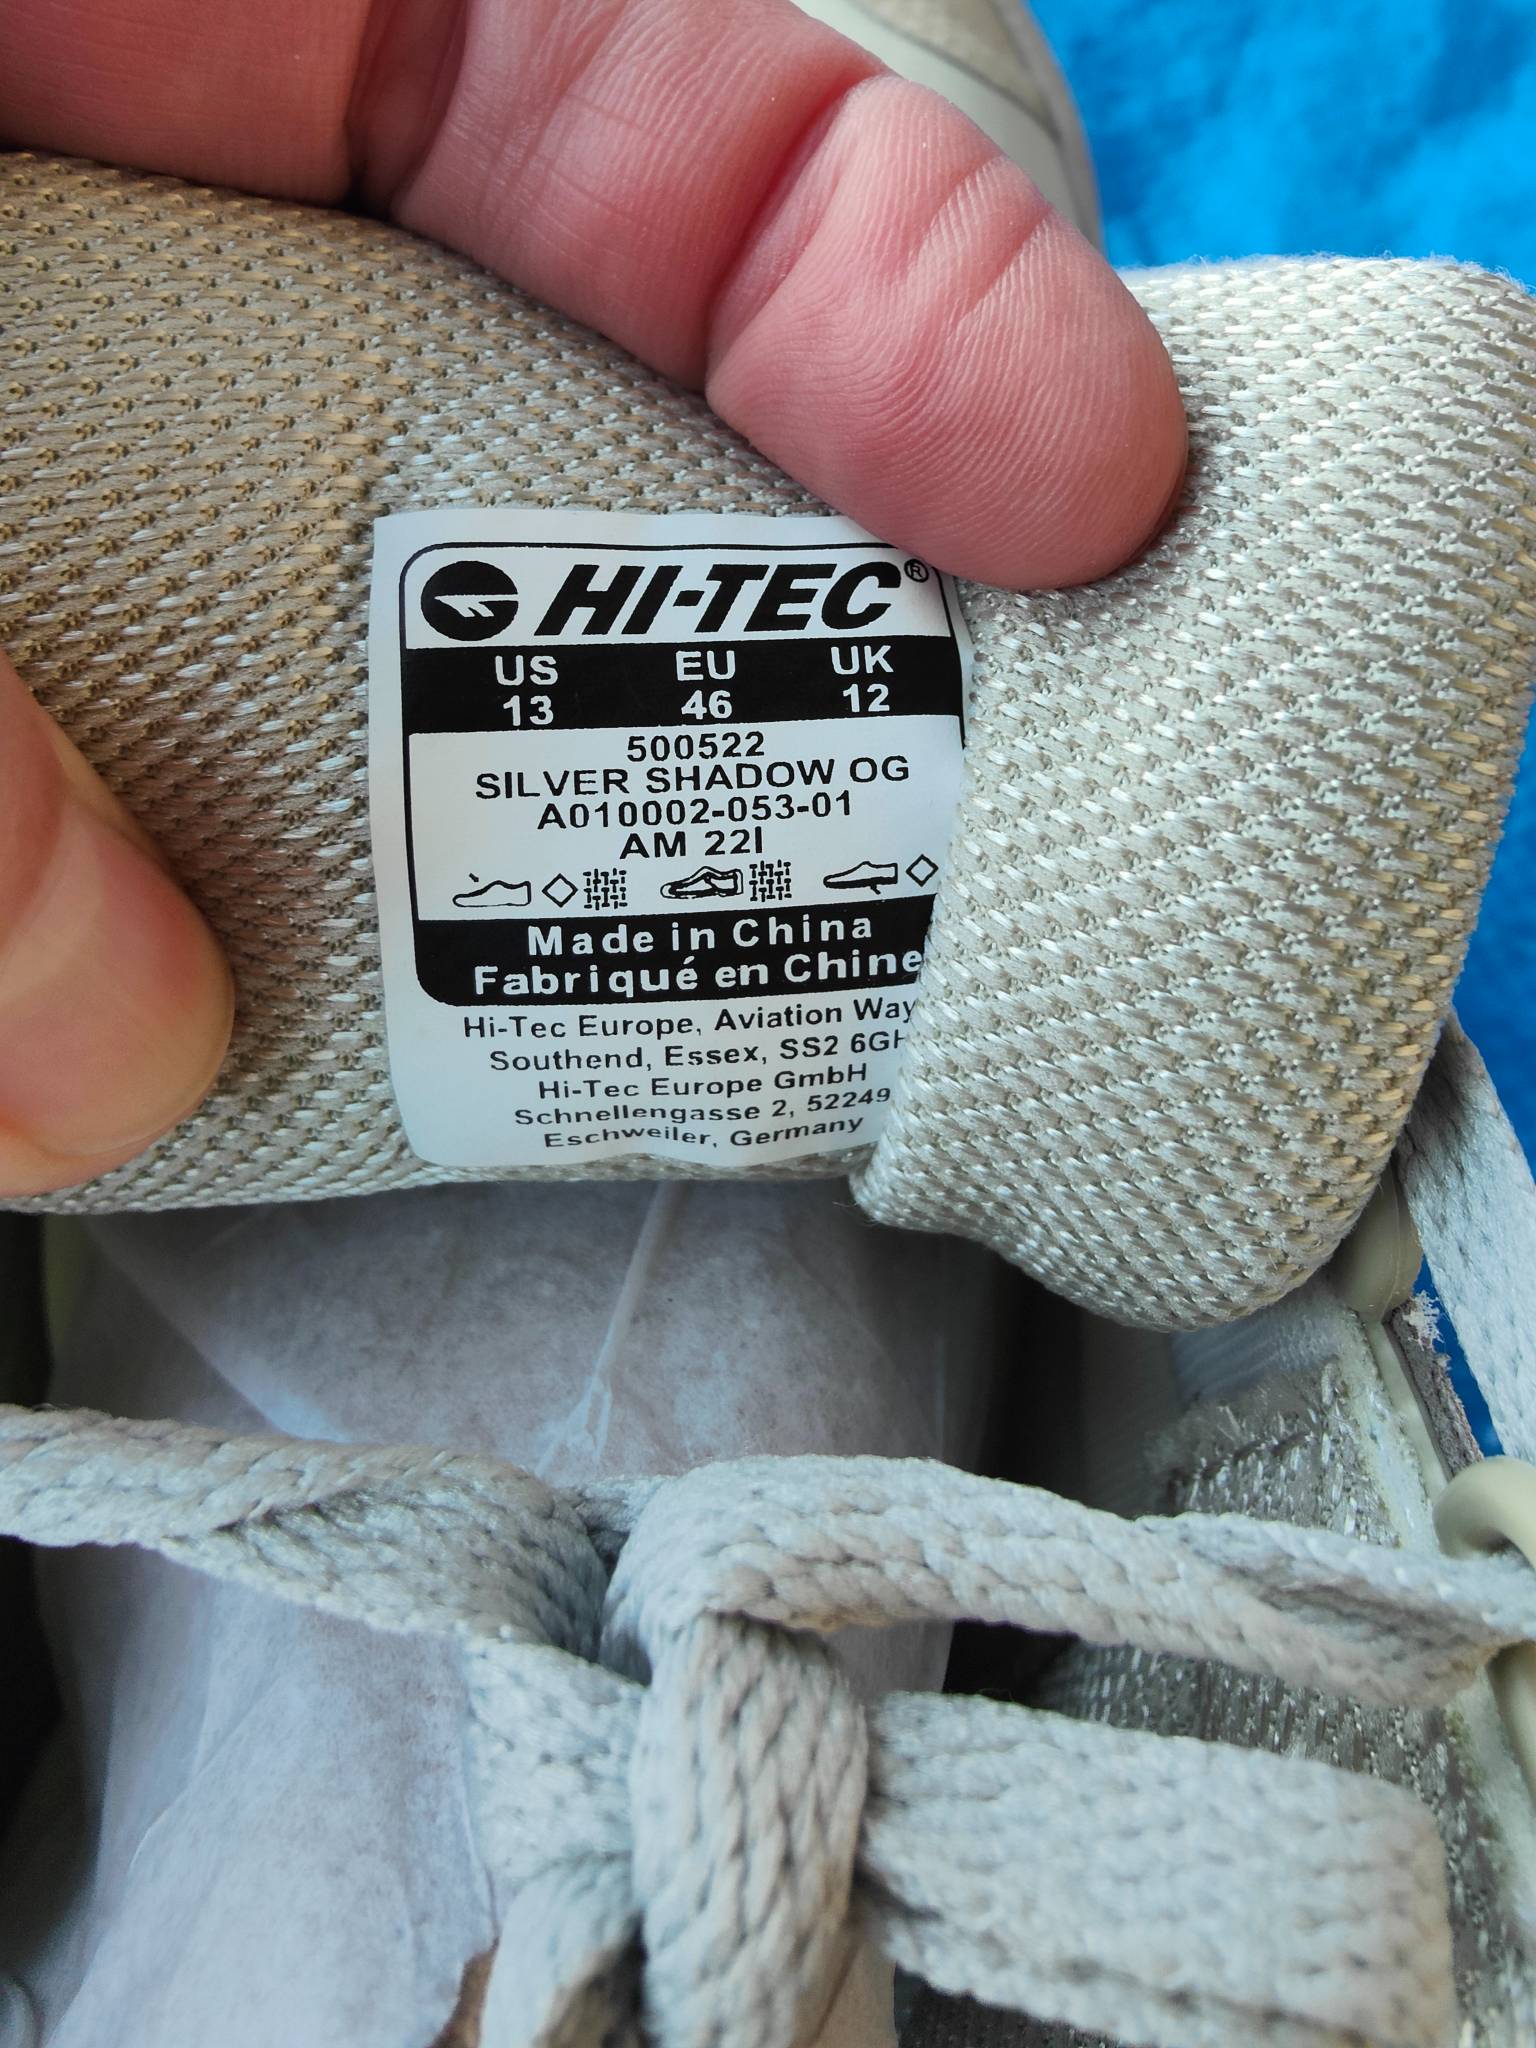 HI-TEC®
US EU UK
13 46 12
500522
SILVER SHADOW OG
A010002-053-01
AM 22I
Made in China
Fabriqué en Chine
Hi-Tec Europe, Aviation Way
Southend, Essex, SS2 6GH
Hi-Tec Europe GmbH
Schnellengasse 2, 52249
Eschweiler, Germany